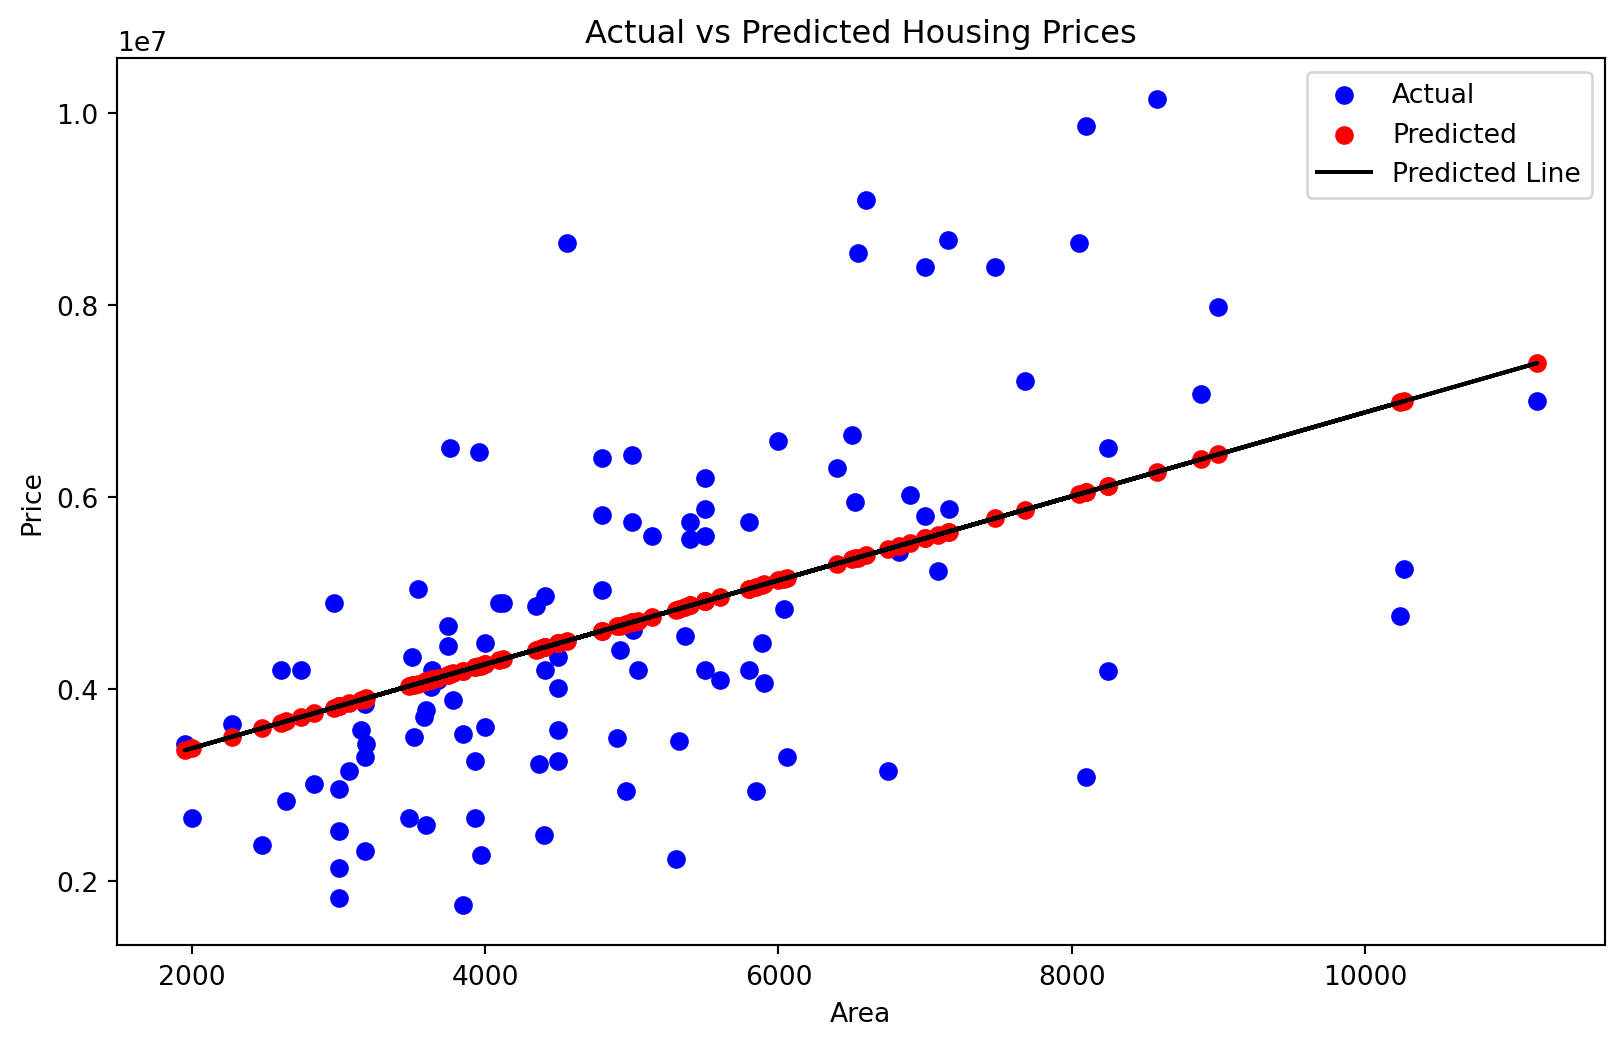 Actual vs Predicted Housing Prices
1e7
Actual
Predicted
Predicted Line
1.0
0.8
0.6
0.4
0.2
Price
2000 4000 6000 8000 10000
Area